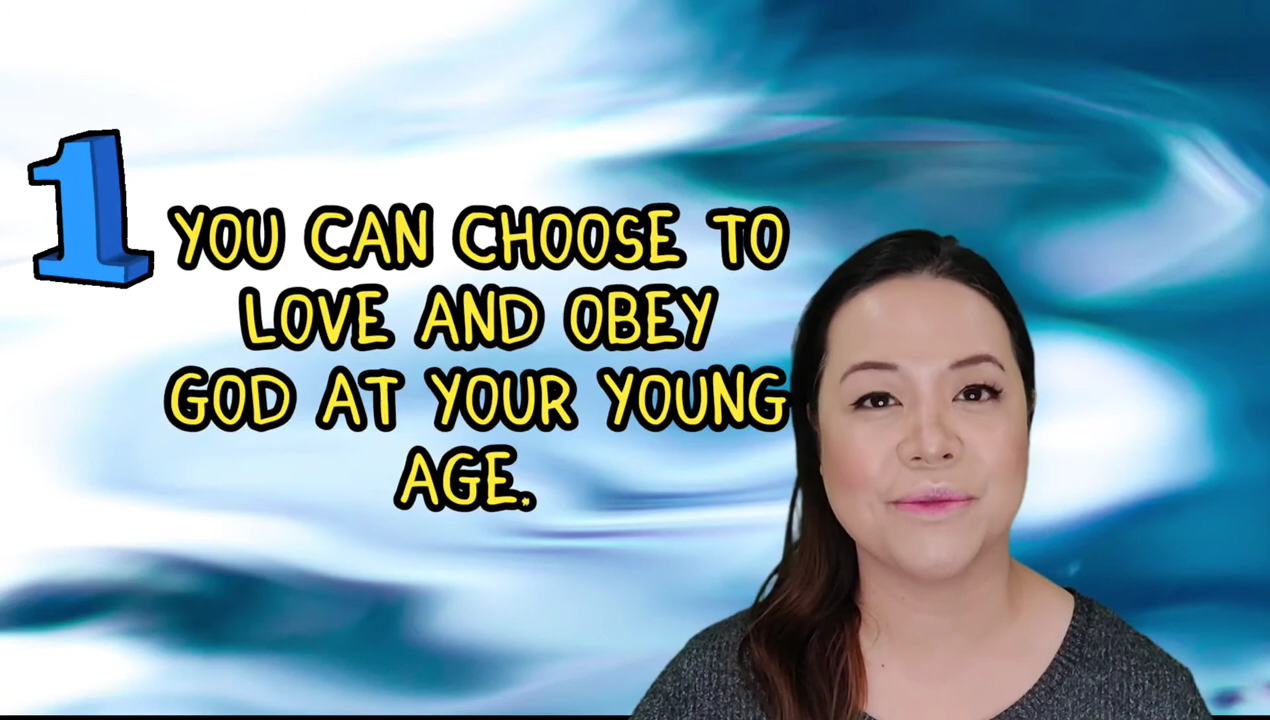 1
YOU CAN CHOOSE TO
LOVE AND OBEY
GOD AT YOUR YOUNG
AGE.